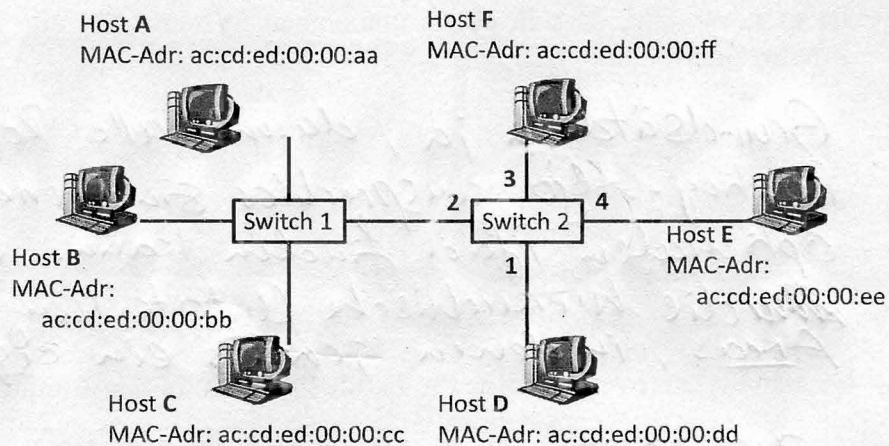 Host A
MAC-Adr: ac:cd:ed:00:00:aa
Host F
MAC-Adr: ac:cd:ed:00:00:ff
Host B
MAC-Adr:
ac:cd:ed:00:00:bb
Switch 1
2
Switch 2
3
4
1
Host E
MAC-Adr:
ac:cd:ed:00:00:ee
Host C
MAC-Adr: ac:cd:ed:00:00:cc
Host D
MAC-Adr: ac:cd:ed:00:00:dd